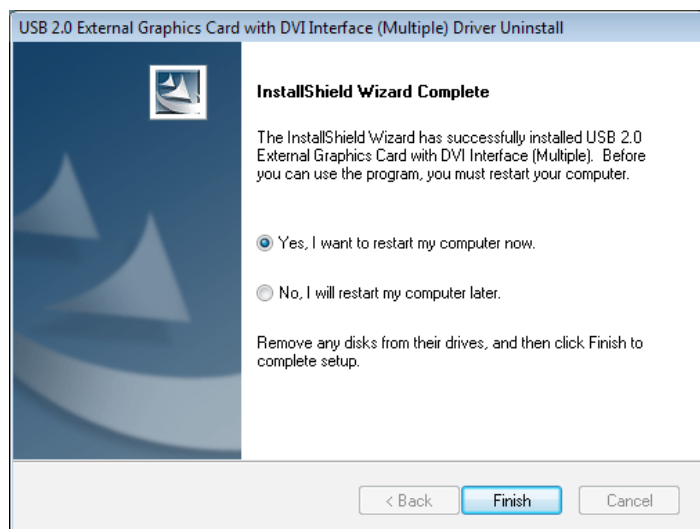 USB 2.0 External Graphics Card with DVI Interface (Multiple) Driver Uninstall
InstallShield Wizard Complete
The InstallShield Wizard has successfully installed USB 2.0
External Graphics Card with DVI Interface (Multiple). Before
you can use the program, you must restart your computer.
Yes, I want to restart my computer now.
No, I will restart my computer later.
Remove any disks from their drives, and then click Finish to
complete setup.
< Back Finish Cancel